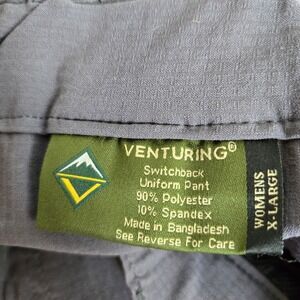 VENTURING®
Switchback
Uniform Pant
90% Polyester
10% Spandex
Made in Bangladesh
See Reverse For Care
WOMENS
X-LARGE